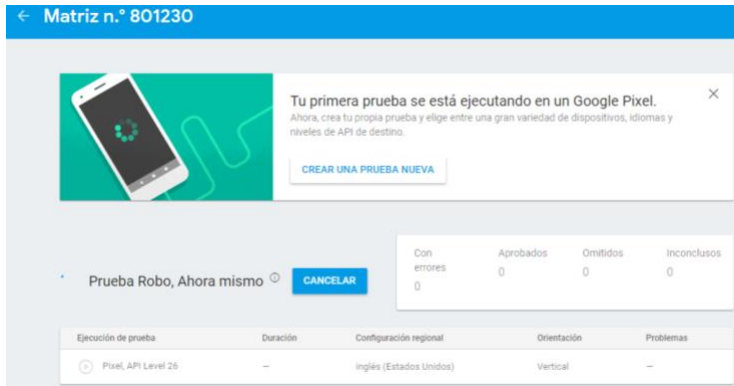 Matriz n.° 801230
Tu primera prueba se está ejecutando en un Google Pixel.
Ahora, crea tu propia prueba y elige entre una gran variedad de dispositivos, idiomas y
niveles de API de destino.
CREAR UNA PRUEBA NUEVA
Prueba Robo, Ahora mismo
CANCELAR
Con
errores
0
Aprobados
0
Omitidos
0
Inconclusos
0
Ejecución de prueba Duración Configuración regional Orientación Problemas
Pixel, API Level 26 — inglés (Estados Unidos) Vertical —